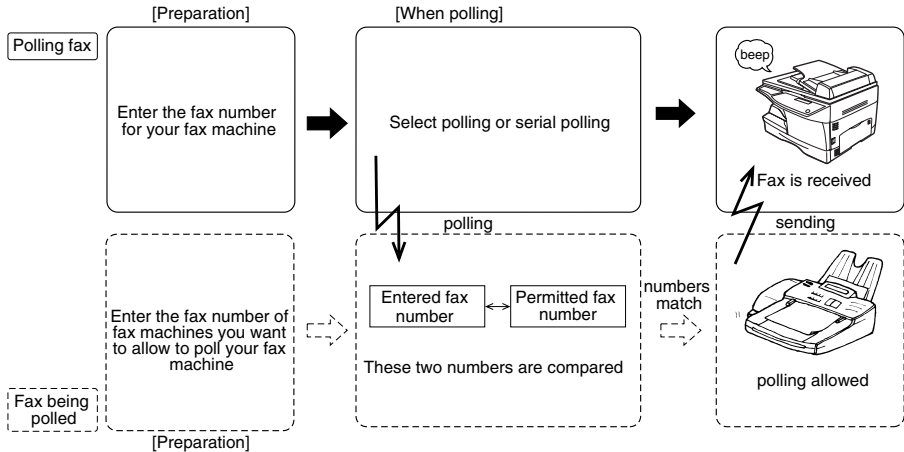 [Preparation]
[When polling]
Polling fax
Enter the fax number
for your fax machine
Select polling or serial polling
beep
Fax is received
polling
sending
Enter the fax number of
fax machines you want
to allow to poll your fax
machine
Entered fax
number
Permitted fax
number
These two numbers are compared
numbers
match
polling allowed
Fax being
polled
[Preparation]